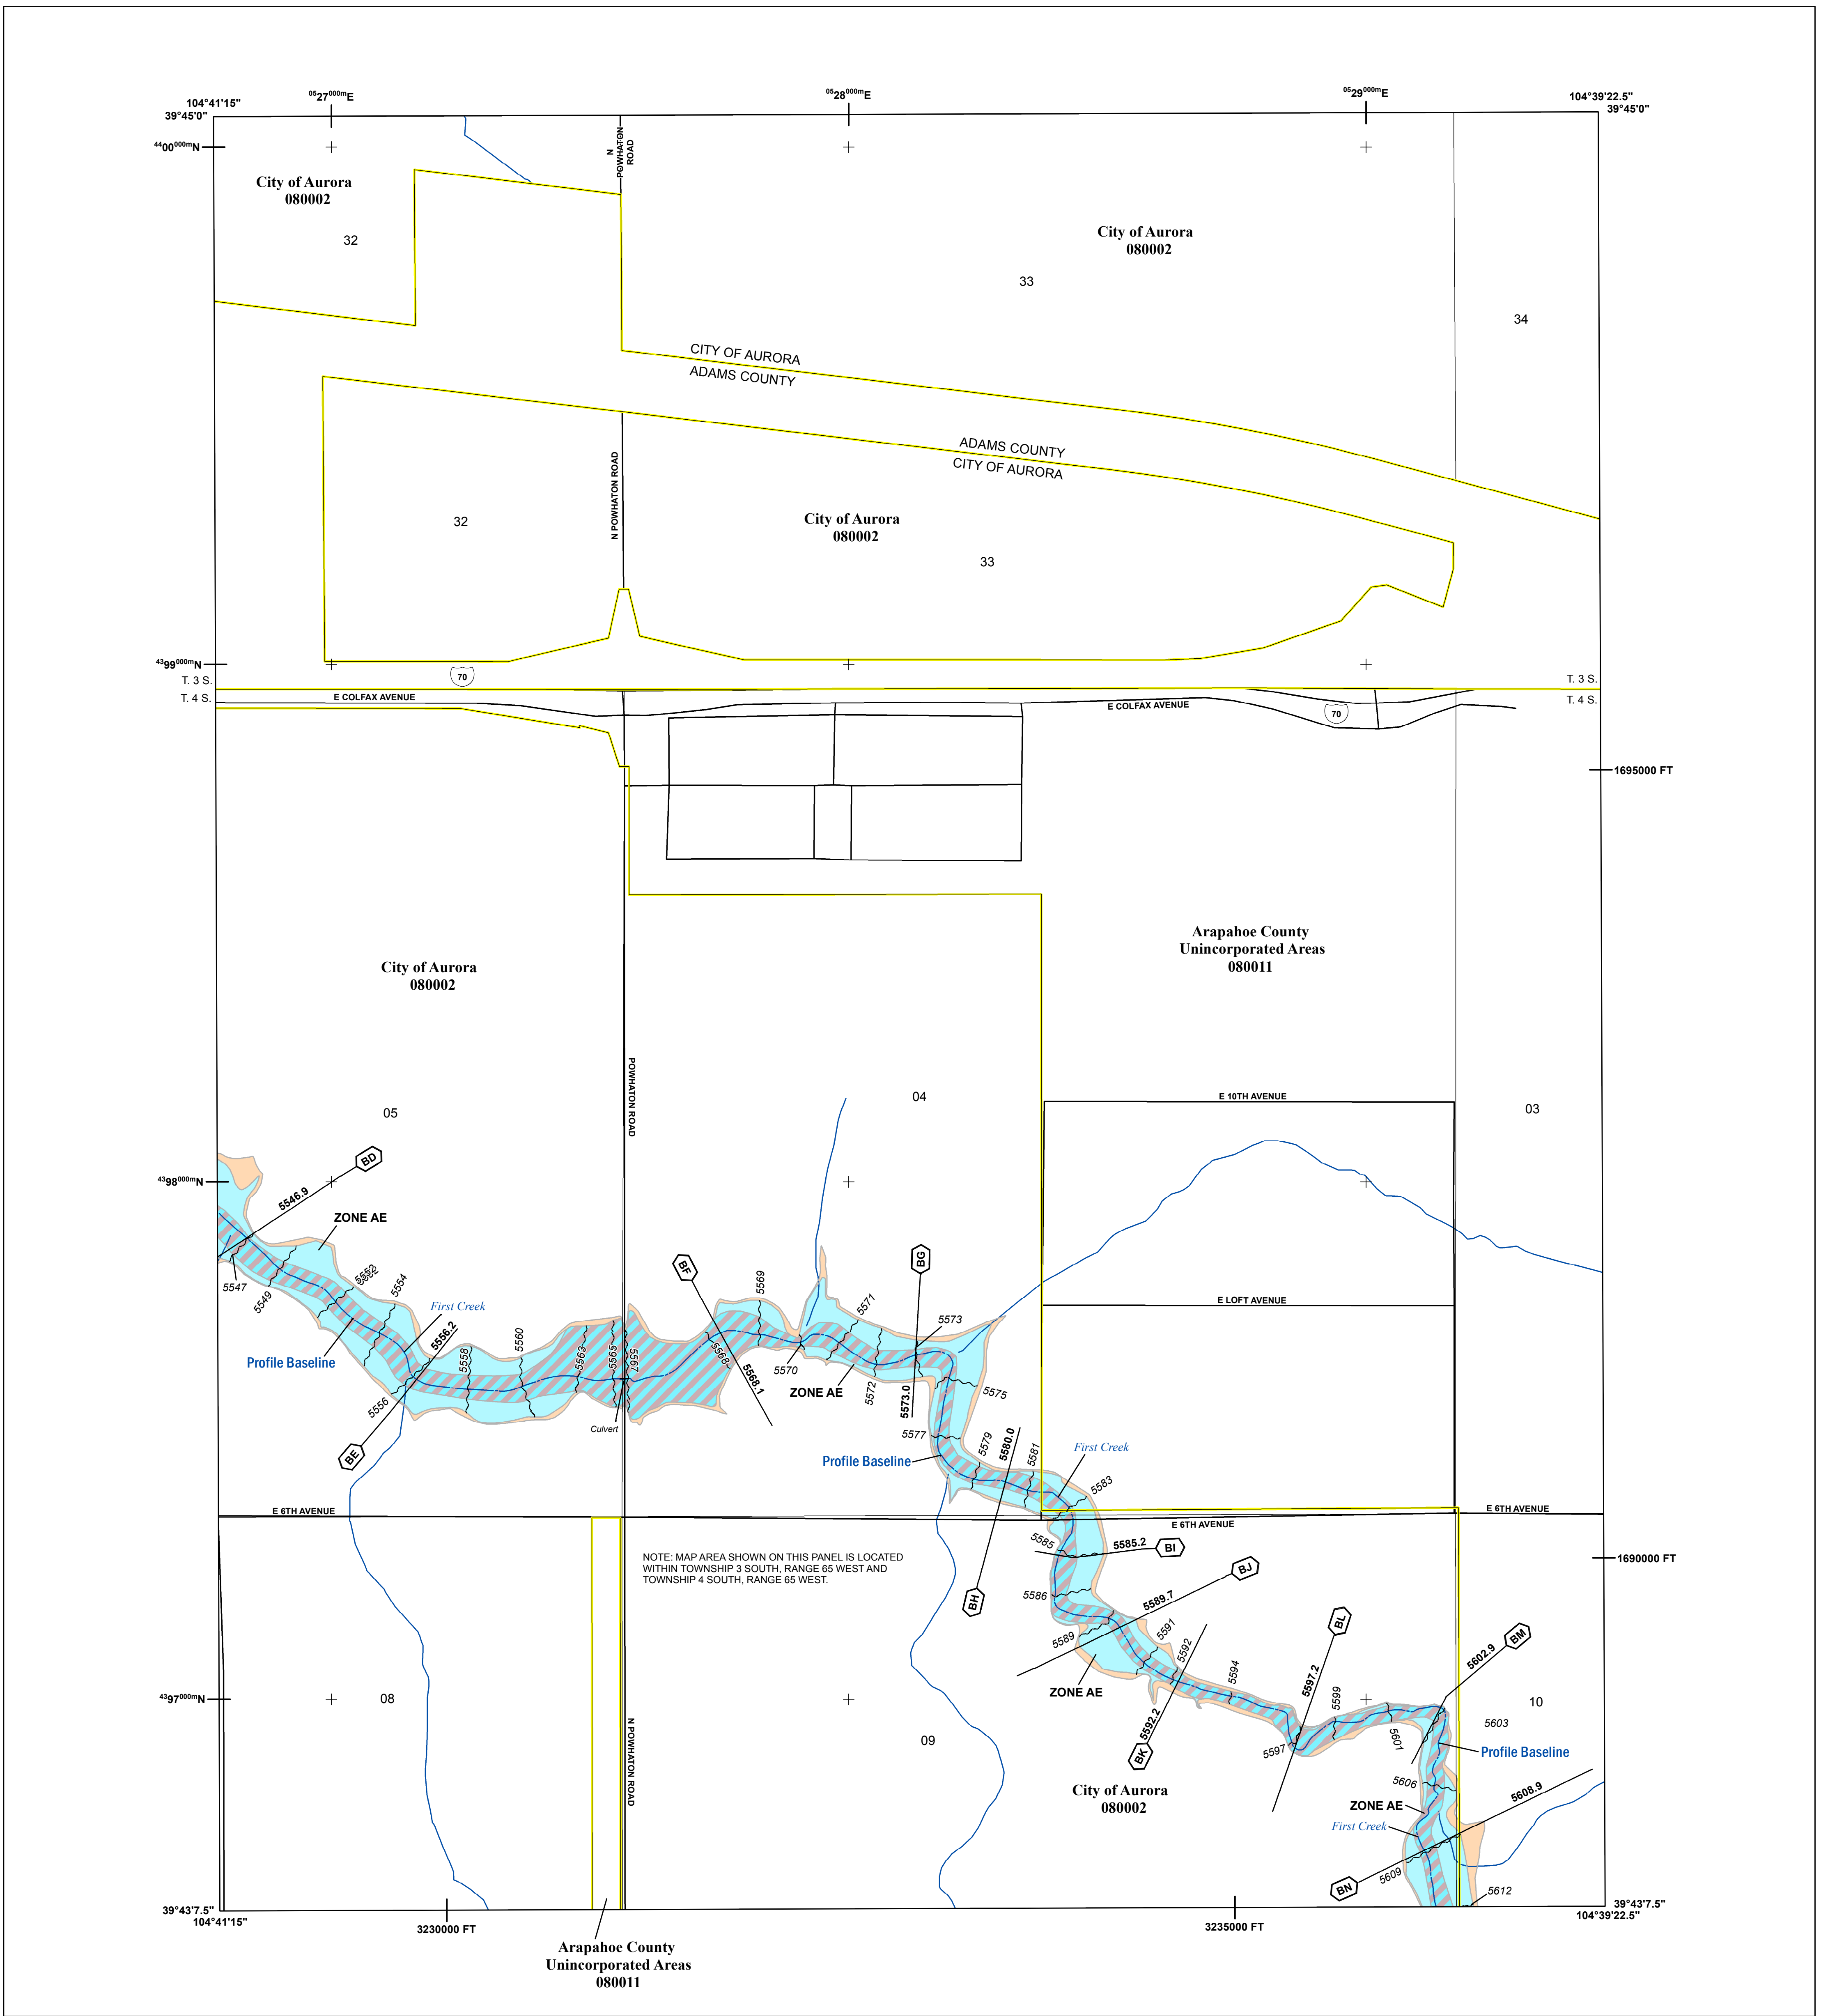 104°41'15"
39°45'0"
0527000mE
0528000mE
0529000mE
104°39'22.5"
39°45'0"
4400000mN
N
POWHATON
ROAD
City of Aurora
080002
32
City of Aurora
080002
33
34
CITY OF AURORA
ADAMS COUNTY
ADAMS COUNTY
CITY OF AURORA
N POWHATON ROAD
32
City of Aurora
080002
33
4399000mN
T. 3 S.
T. 4 S.
70
E COLFAX AVENUE
E COLFAX AVENUE
70
T. 3 S.
T. 4 S.
1695000 FT
Arapahoe County
Unincorporated Areas
080011
City of Aurora
080002
POWHATON ROAD
04
05
03
E 10TH AVENUE
BD
4398000mN
5546.9
ZONE AE
5547
5549
5552
5554
First Creek
5556.2
Profile Baseline
5556
BE
5558
5560
5563
5565
5567
Culvert
BF
5568
5568.1
5569
5570
5571
ZONE AE
5572
BG
5573.0
5573
5575
5577
E LOFT AVENUE
Profile Baseline
5579
5580.0
5581
First Creek
5583
E 6TH AVENUE
E 6TH AVENUE
E 6TH AVENUE
NOTE: MAP AREA SHOWN ON THIS PANEL IS LOCATED
WITHIN TOWNSHIP 3 SOUTH, RANGE 65 WEST AND
TOWNSHIP 4 SOUTH, RANGE 65 WEST.
BH
5585
5585.2
BI
1690000 FT
5586
5589.7
BJ
5589
5591
5592
ZONE AE
5592.2
BK
5594
BL
5597.2
5597
5599
5601
5602.9
BM
4397000mN
08
09
10
5603
Profile Baseline
N POWHATON ROAD
City of Aurora
080002
5606
5608.9
ZONE AE
First Creek
BN
5609
5612
39°43'7.5"
104°41'15"
3230000 FT
3235000 FT
39°43'7.5"
104°39'22.5"
Arapahoe County
Unincorporated Areas
080011